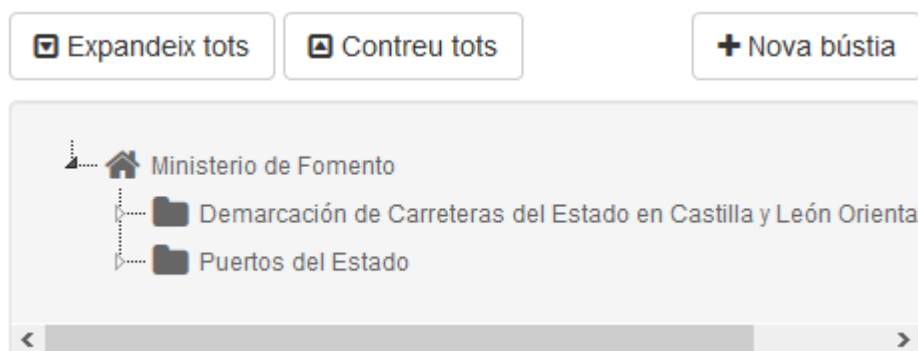 Expandeix tots
Contreu tots
Nova bústia
Ministerio de Fomento
Demarcación de Carreteras del Estado en Castilla y León Orienta
Puertos del Estado